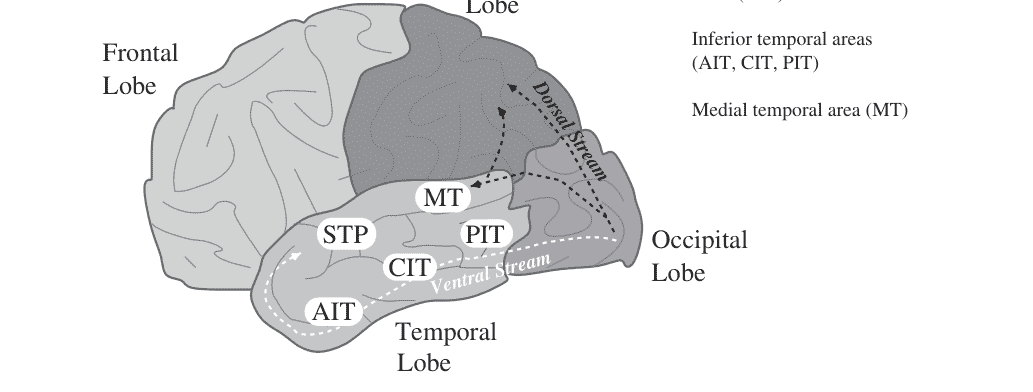 Lobe
Frontal
Lobe
Inferior temporal areas
(AIT, CIT, PIT)
Medial temporal area (MT)
Dorsal Stream
MT
STP
PIT
CIT
Ventral Stream
AIT
Occipital
Lobe
Temporal
Lobe